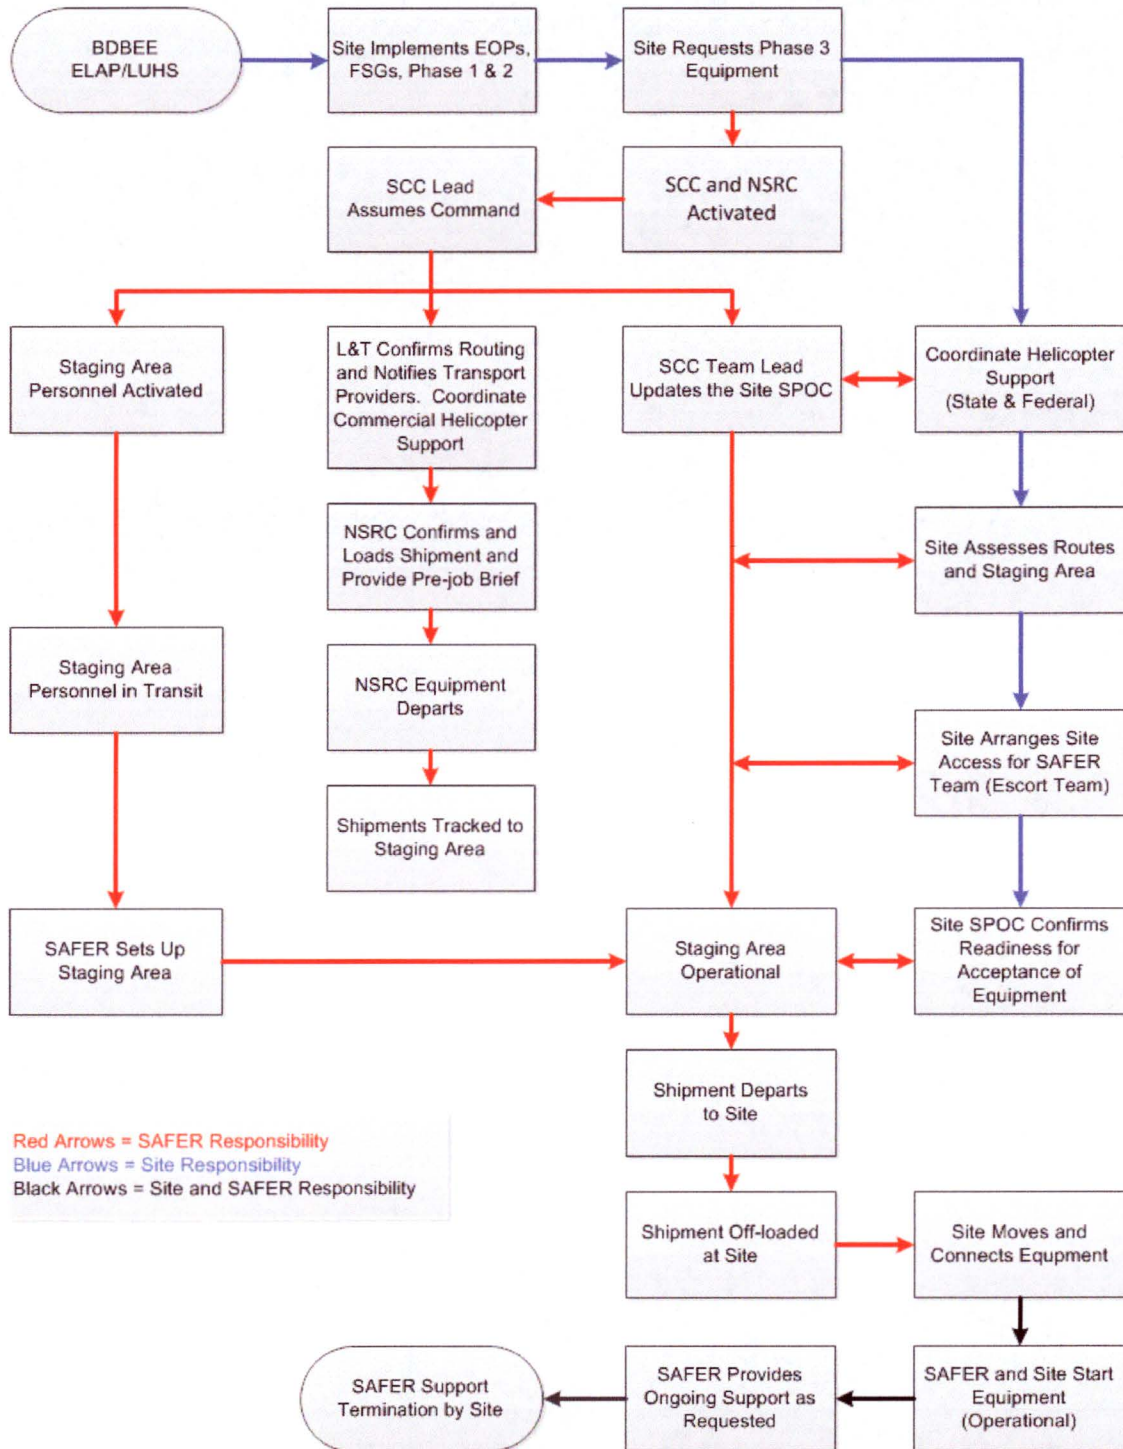 BDBEE
ELAP/LUHS
Site Implements EOPs,
FSGs, Phase 1 & 2
Site Requests Phase 3
Equipment
SCC Lead
Assumes Command
SCC and NSRC
Activated
Staging Area
Personnel Activated
L&T Confirms Routing
and Notifies Transport
Providers. Coordinate
Commercial Helicopter
Support
SCC Team Lead
Updates the Site SPOC
Coordinate Helicopter
Support
(State & Federal)
NSRC Confirms and
Loads Shipment and
Provide Pre-job Brief
Site Assesses Routes
and Staging Area
Staging Area
Personnel in Transit
NSRC Equipment
Departs
Site Arranges Site
Access for SAFER
Team (Escort Team)
Shipments Tracked to
Staging Area
SAFER Sets Up
Staging Area
Staging Area
Operational
Site SPOC Confirms
Readiness for
Acceptance of
Equipment
Shipment Departs
to Site
Red Arrows = SAFER Responsibility
Blue Arrows = Site Responsibility
Black Arrows = Site and SAFER Responsibility
Shipment Off-loaded
at Site
Site Moves and
Connects Equpment
SAFER Support
Termination by Site
SAFER Provides
Ongoing Support as
Requested
SAFER and Site Start
Equipment
(Operational)